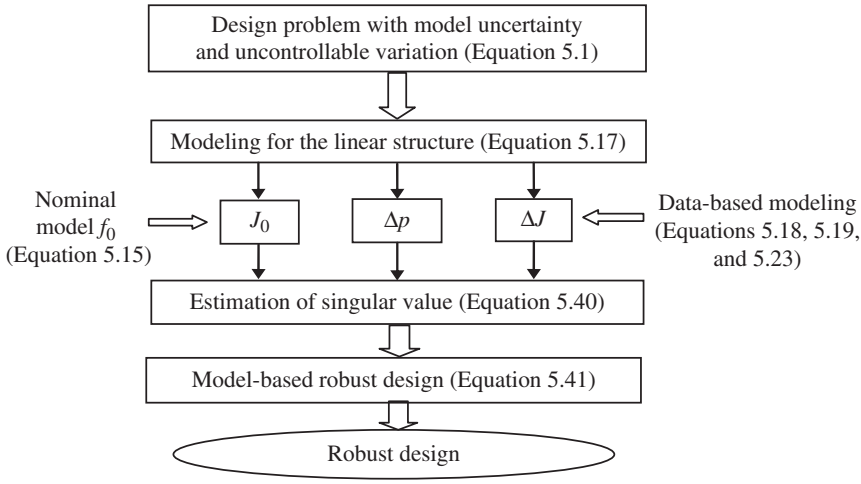 Design problem with model uncertainty
and uncontrollable variation (Equation 5.1)
Modeling for the linear structure (Equation 5.17)
Nominal
model f₀
(Equation 5.15)
J₀
Δp
ΔJ
Data-based modeling
(Equations 5.18, 5.19,
and 5.23)
Estimation of singular value (Equation 5.40)
Model-based robust design (Equation 5.41)
Robust design